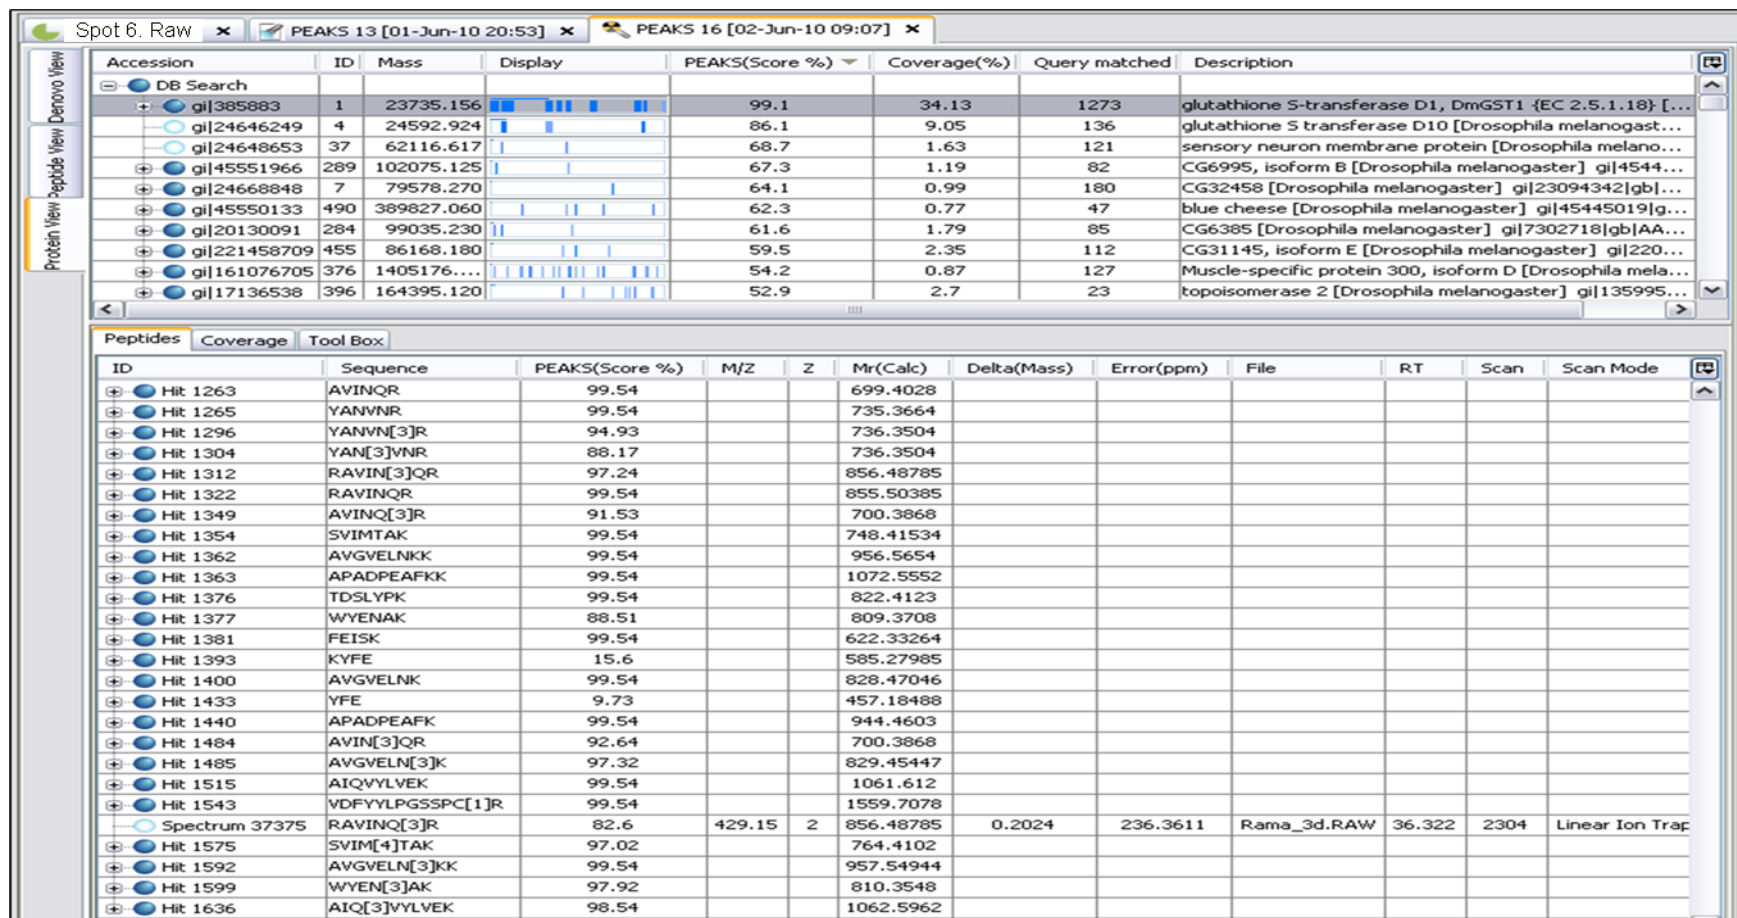 Spot 6. Raw PEAKS 13 [01-Jun-10 20:53] PEAKS 16 [02-Jun-10 09:07]
Denovo View
Peptide View
Protein View
Accession ID Mass Display PEAKS(Score %) Coverage(%) Query matched Description
DB Search
gi|385883 1 23735.156 99.1 34.13 1273 glutathione S-transferase D1, DmGST1 {EC 2.5.1.18} [...
gi|24646249 4 24592.924 86.1 9.05 136 glutathione S transferase D10 [Drosophila melanogast...
gi|24648653 37 62116.617 68.7 1.63 121 sensory neuron membrane protein [Drosophila melano...
gi|45551966 289 102075.125 67.3 1.19 82 CG6995, isoform B [Drosophila melanogaster] gi|4544...
gi|24668848 7 79578.270 64.1 0.99 180 CG32458 [Drosophila melanogaster] gi|23094342|gb|...
gi|45550133 490 389827.060 62.3 0.77 47 blue cheese [Drosophila melanogaster] gi|45445019|g...
gi|20130091 284 99035.230 61.6 1.79 85 CG6385 [Drosophila melanogaster] gi|7302718|gb|AA...
gi|221458709 455 86168.180 59.5 2.35 112 CG31145, isoform E [Drosophila melanogaster] gi|220...
gi|161076705 376 1405176.... 54.2 0.87 127 Muscle-specific protein 300, isoform D [Drosophila mela...
gi|17136538 396 164395.120 52.9 2.7 23 topoisomerase 2 [Drosophila melanogaster] gi|135995...
Peptides Coverage Tool Box
ID Sequence PEAKS(Score %) M/Z Z Mr(Calc) Delta(Mass) Error(ppm) File RT Scan Scan Mode
Hit 1263 AVINQR 99.54 699.4028
Hit 1265 YANVNR 99.54 735.3664
Hit 1296 YANVN[3]R 94.93 736.3504
Hit 1304 YAN[3]VNR 88.17 736.3504
Hit 1312 RAVIN[3]QR 97.24 856.48785
Hit 1322 RAVINQR 99.54 855.50385
Hit 1349 AVINQ[3]R 91.53 700.3868
Hit 1354 SVIMTAK 99.54 748.41534
Hit 1362 AVGVELNKK 99.54 956.5654
Hit 1363 APADPEAFKK 99.54 1072.5552
Hit 1376 TDSLYPK 99.54 822.4123
Hit 1377 WYENAK 88.51 809.3708
Hit 1381 FEISK 99.54 622.33264
Hit 1393 KYFE 15.6 585.27985
Hit 1400 AVGVELNK 99.54 828.47046
Hit 1433 YFE 9.73 457.18488
Hit 1440 APADPEAFK 99.54 944.4603
Hit 1484 AVIN[3]QR 92.64 700.3868
Hit 1485 AVGVELN[3]K 97.32 829.45447
Hit 1515 AIQVYLVEK 99.54 1061.612
Hit 1543 VDFYYLPGSSPC[1]R 99.54 1559.7078
Spectrum 37375 RAVINQ[3]R 82.6 429.15 2 856.48785 0.2024 236.3611 Rama_3d.RAW 36.322 2304 Linear Ion Trap
Hit 1575 SVIM[4]TAK 97.02 764.4102
Hit 1592 AVGVELN[3]KK 99.54 957.54944
Hit 1599 WYEN[3]AK 97.92 810.3548
Hit 1636 AIQ[3]VYLVEK 98.54 1062.5962